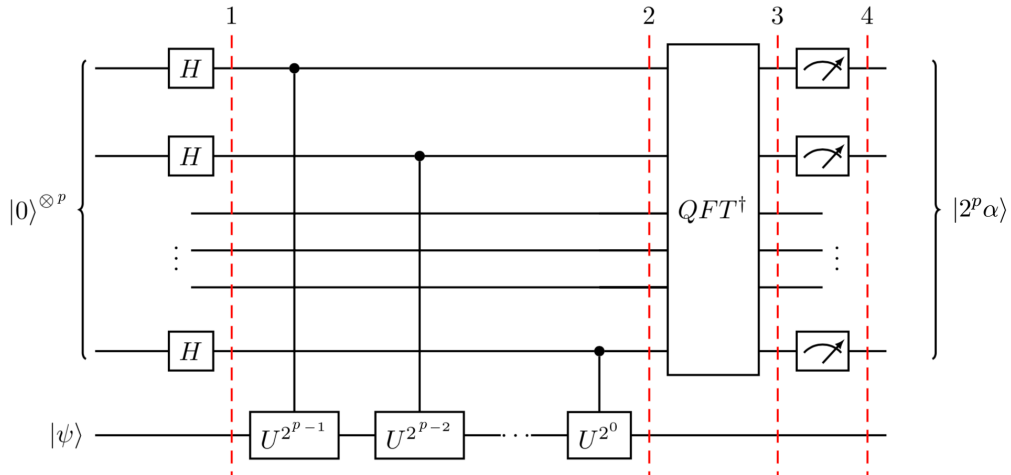 1 2 3 4
H
H
|0⟩^{⊗ p}
QFT^†
|2^p α⟩
⋮ ⋮
H
|ψ⟩ U^{2^{p-1}} U^{2^{p-2}} ··· U^{2^0}